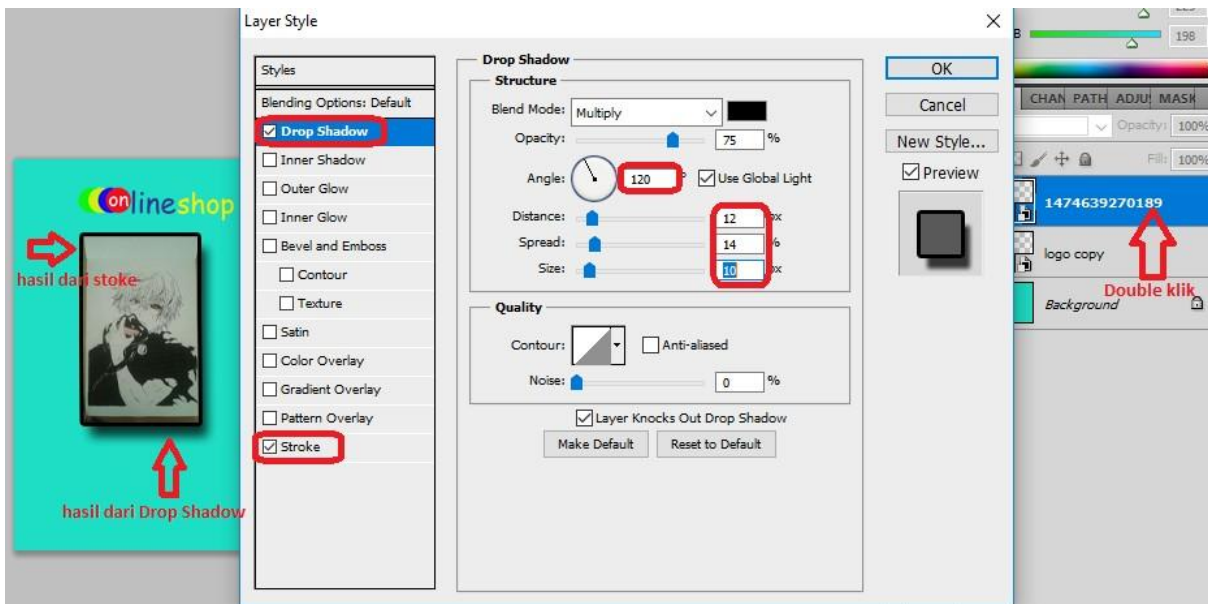 Layer Style
Styles
Blending Options: Default
Drop Shadow
Inner Shadow
Outer Glow
Inner Glow
Bevel and Emboss
Contour
Texture
Satin
Color Overlay
Gradient Overlay
Pattern Overlay
Stroke
Drop Shadow
Structure
Blend Mode: Multiply
Opacity: 75 %
Angle: 120 ° Use Global Light
Distance: 12 px
Spread: 14 %
Size: 10 px
Quality
Contour: Anti-aliased
Noise: 0 %
Layer Knocks Out Drop Shadow
Make Default Reset to Default
OK
Cancel
New Style...
Preview
onlineshop
hasil dari stoke
hasil dari Drop Shadow
B 198
CHAN PATH ADJU MASK
Opacity: 100%
Fill: 100%
1474639270189
logo copy
Double klik
Background